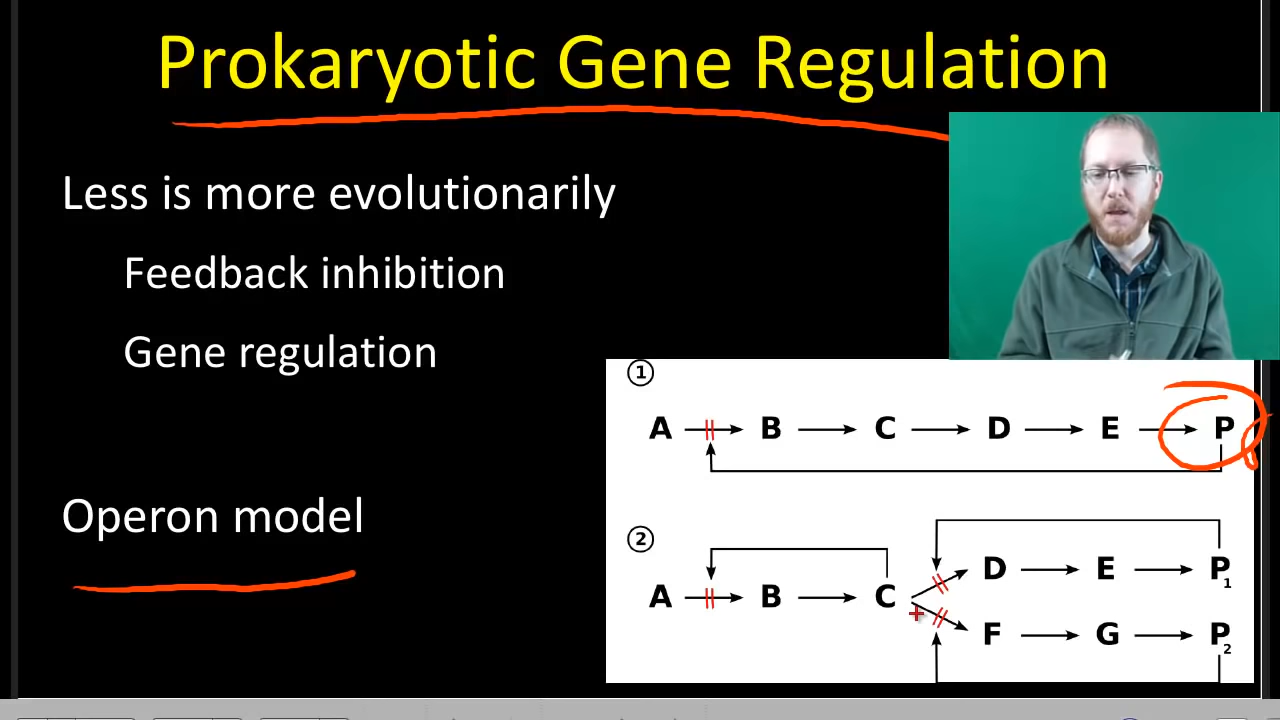 Prokaryotic Gene Regulation
Less is more evolutionarily
Feedback inhibition
Gene regulation
Operon model
①
A B C D E P
②
D E P1
A B C
F G P2